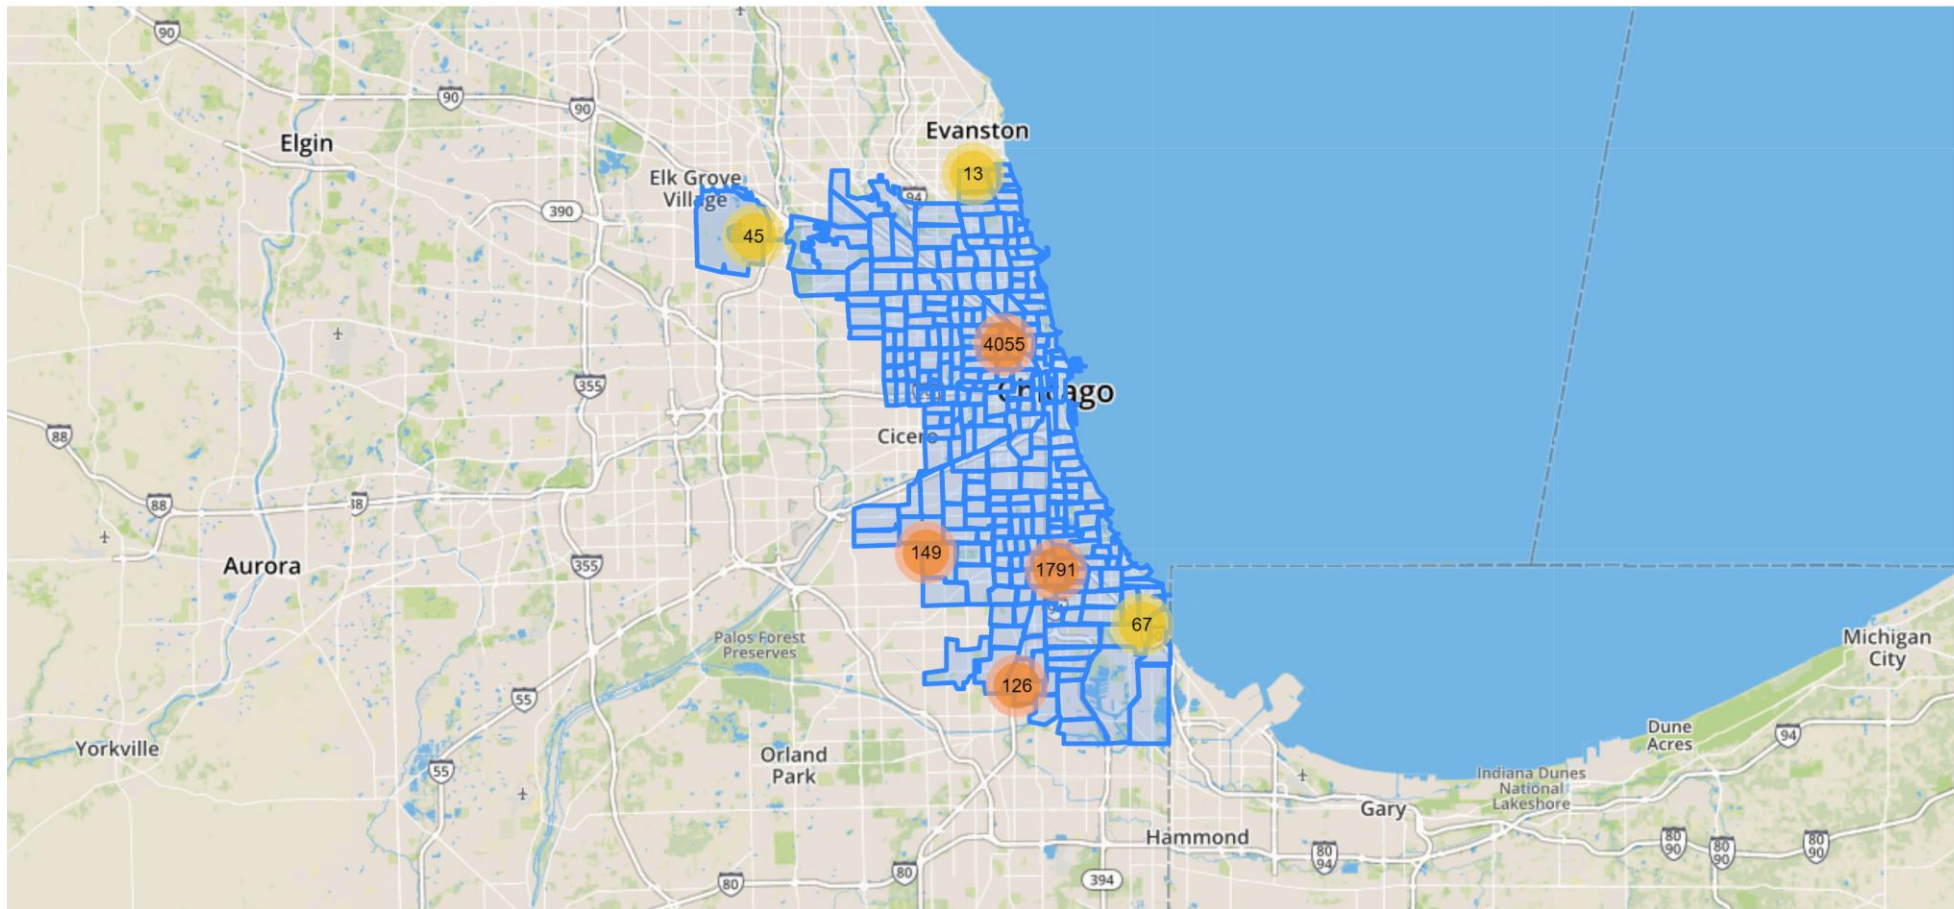 90
90
90
Elgin
Evanston
13
Elk Grove
Village
94
390
45
4055
355
Chicago
Cicero
88
88
88
149
1791
Aurora
355
67
Palos Forest
Preserves
126
55
Michigan
City
Yorkville
Orland
Park
Dune
Acres
94
55
Indiana Dunes
National
Lakeshore
Gary
Hammond
80
94
80
90
80
90
80
90
80
80
394